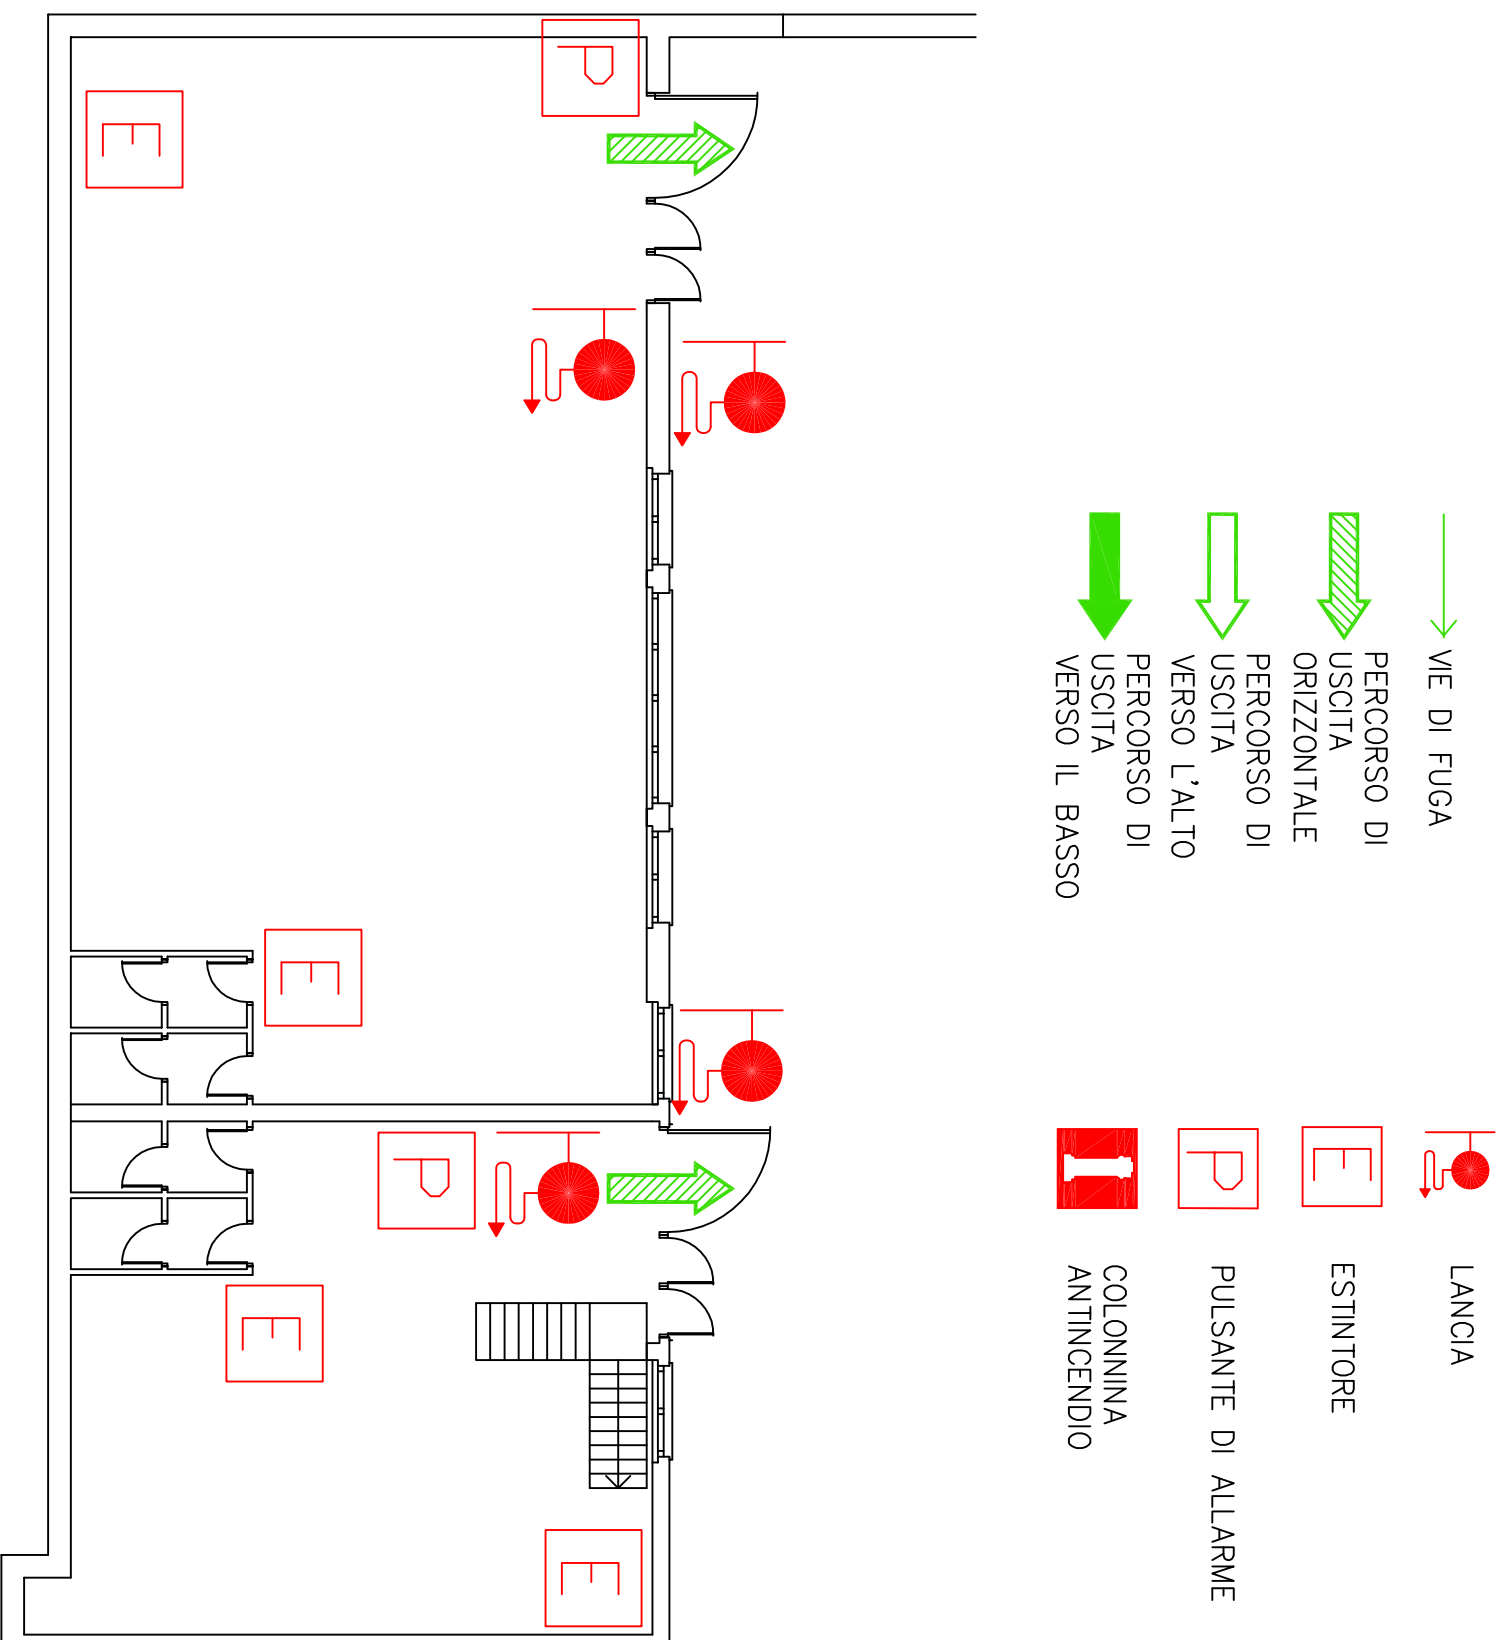 VIE DI FUGA
PERCORSO DI
USCITA
ORIZZONTALE
PERCORSO DI
USCITA
VERSO L'ALTO
PERCORSO DI
USCITA
VERSO IL BASSO
LANCIA
E
ESTINTORE
P
PULSANTE DI ALLARME
COLONNINA
ANTINCENDIO
P
E
E
P
E
E